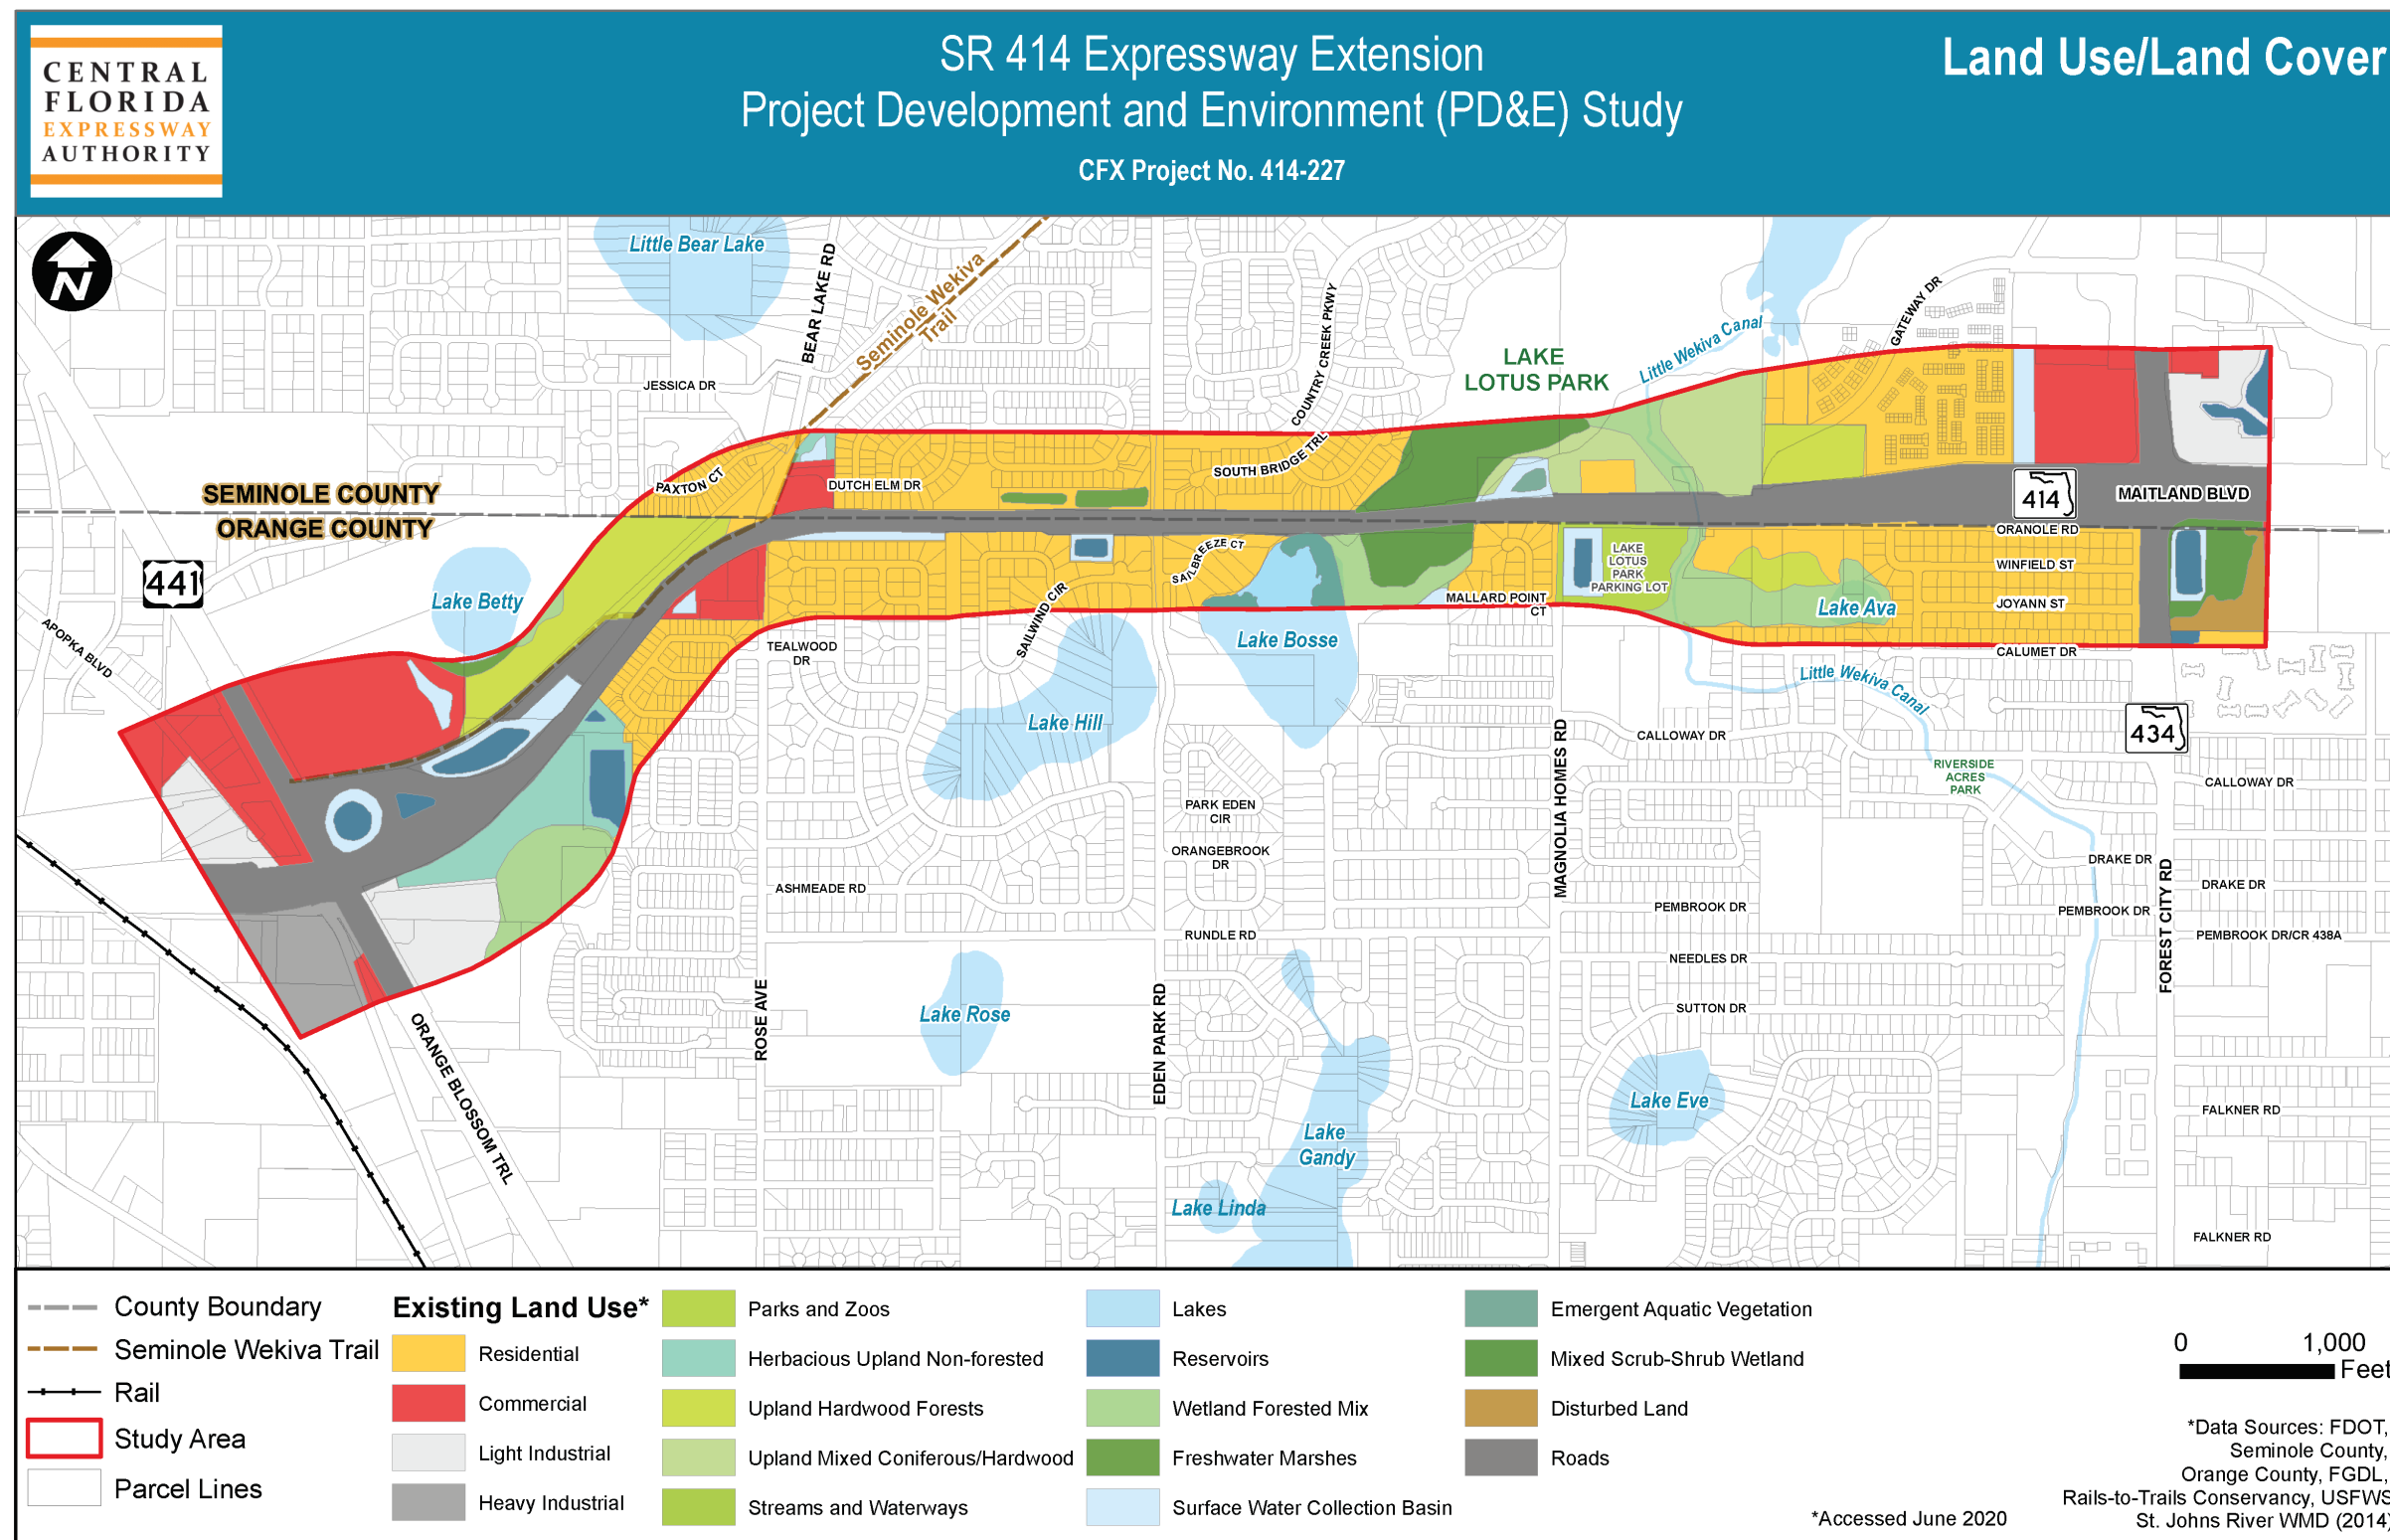 CENTRAL
FLORIDA
EXPRESSWAY
AUTHORITY
SR 414 Expressway Extension
Project Development and Environment (PD&E) Study
CFX Project No. 414-227
Land Use/Land Cover
N
Little Bear Lake
BEAR LAKE RD
Seminole Wekiva
Trail
COUNTRY CREEK PKWY
LAKE
LOTUS PARK
Little Wekiva Canal
GATEWAY DR
JESSICA DR
PAXTON CT
SOUTH BRIDGE TRL
DUTCH ELM DR
SEMINOLE COUNTY
ORANGE COUNTY
414
MAITLAND BLVD
ORANOLE RD
441
Lake Betty
SAILBREEZE CT
LAKE
LOTUS
PARK
PARKING LOT
WINFIELD ST
JOYANN ST
Lake Ava
MALLARD POINT
CT
APOPKA BLVD
TEALWOOD
DR
SAILWIND CIR
Lake Bosse
CALUMET DR
Little Wekiva Canal
Lake Hill
434
CALLOWAY DR
RIVERSIDE
ACRES
PARK
CALLOWAY DR
PARK EDEN
CIR
MAGNOLIA HOMES RD
ORANGEBROOK
DR
DRAKE DR
DRAKE DR
ASHMEADE RD
PEMBROOK DR
PEMBROOK DR
FOREST CITY RD
RUNDLE RD
PEMBROOK DR/CR 438A
NEEDLES DR
SUTTON DR
Lake Rose
ROSE AVE
EDEN PARK RD
ORANGE BLOSSOM TRL
Lake Eve
FALKNER RD
Lake
Gandy
Lake Linda
FALKNER RD
County Boundary
Seminole Wekiva Trail
Rail
Study Area
Parcel Lines
Existing Land Use*
Residential
Commercial
Light Industrial
Heavy Industrial
Parks and Zoos
Herbacious Upland Non-forested
Upland Hardwood Forests
Upland Mixed Coniferous/Hardwood
Streams and Waterways
Lakes
Reservoirs
Wetland Forested Mix
Freshwater Marshes
Surface Water Collection Basin
Emergent Aquatic Vegetation
Mixed Scrub-Shrub Wetland
Disturbed Land
Roads
0 1,000
Feet
*Data Sources: FDOT,
Seminole County,
Orange County, FGDL,
Rails-to-Trails Conservancy, USFWS
St. Johns River WMD (2014)
*Accessed June 2020